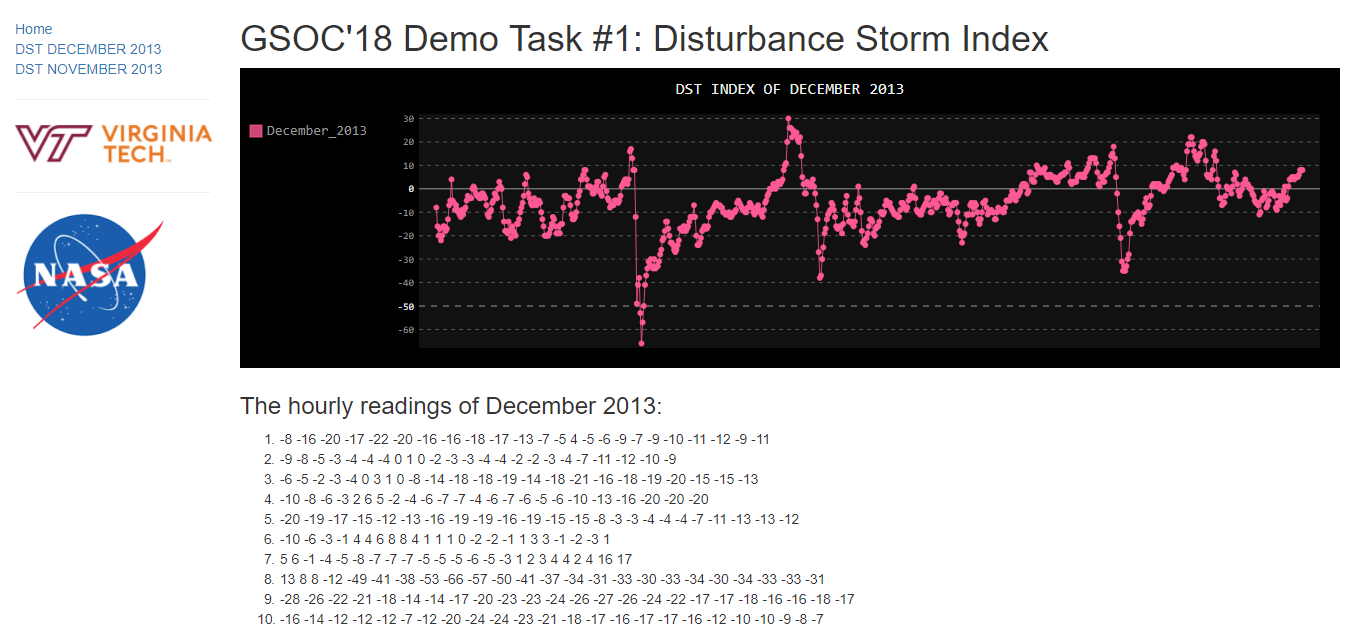 Home
DST DECEMBER 2013
DST NOVEMBER 2013
VT VIRGINIA
TECH™
NASA
GSOC'18 Demo Task #1: Disturbance Storm Index
DST INDEX OF DECEMBER 2013
December_2013
30
20
10
0
-10
-20
-30
-40
-50
-60
The hourly readings of December 2013:
1. -8 -16 -20 -17 -22 -20 -16 -16 -18 -17 -13 -7 -5 4 -5 -6 -9 -7 -9 -10 -11 -12 -9 -11
2. -9 -8 -5 -3 -4 -4 -4 0 1 0 -2 -3 -3 -4 -4 -2 -2 -3 -4 -7 -11 -12 -10 -9
3. -6 -5 -2 -3 -4 0 3 1 0 -8 -14 -18 -18 -19 -14 -18 -21 -16 -18 -19 -20 -15 -15 -13
4. -10 -8 -6 -3 2 6 5 -2 -4 -6 -7 -7 -4 -6 -7 -6 -5 -6 -10 -13 -16 -20 -20 -20
5. -20 -19 -17 -15 -12 -13 -16 -19 -19 -16 -19 -15 -15 -8 -3 -3 -4 -4 -4 -7 -11 -13 -13 -12
6. -10 -6 -3 -1 4 4 6 8 8 4 1 1 1 0 -2 -2 -1 1 3 3 -1 -2 -3 1
7. 5 6 -1 -4 -5 -8 -7 -7 -7 -5 -5 -5 -6 -5 -3 1 2 3 4 4 2 4 16 17
8. 13 8 8 -12 -49 -41 -38 -53 -66 -57 -50 -41 -37 -34 -31 -33 -30 -33 -34 -30 -34 -33 -33 -31
9. -28 -26 -22 -21 -18 -14 -14 -17 -20 -23 -23 -24 -26 -27 -26 -24 -22 -17 -17 -18 -16 -16 -18 -17
10. -16 -14 -12 -12 -12 -7 -12 -20 -24 -24 -23 -21 -18 -17 -16 -17 -17 -16 -12 -10 -10 -9 -8 -7